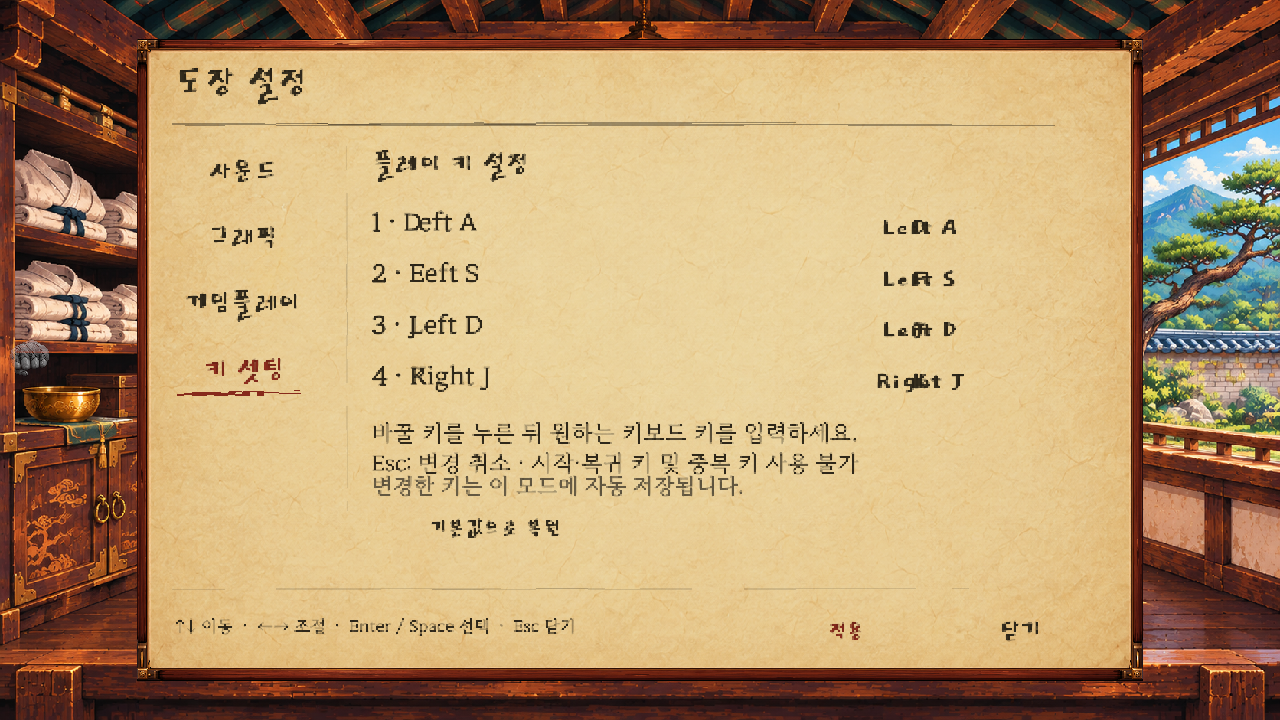 도장 설정
사운드
그래픽
게임플레이
키 셋팅
플레이 키 설정
1 · Deft A
2 · Eeft S
3 · Left D
4 · Right J
Left A
Left S
Left D
Right J
바꿀 키를 누른 뒤 원하는 키보드 키를 입력하세요.
Esc: 변경 취소 · 시작·복귀 키 및 중복 키 사용 불가
변경한 키는 이 모드에 자동 저장됩니다.
기본값으로 복원
↑↓ 이동 · ←→ 조절 · Enter / Space 선택 · Esc 닫기
적용
닫기